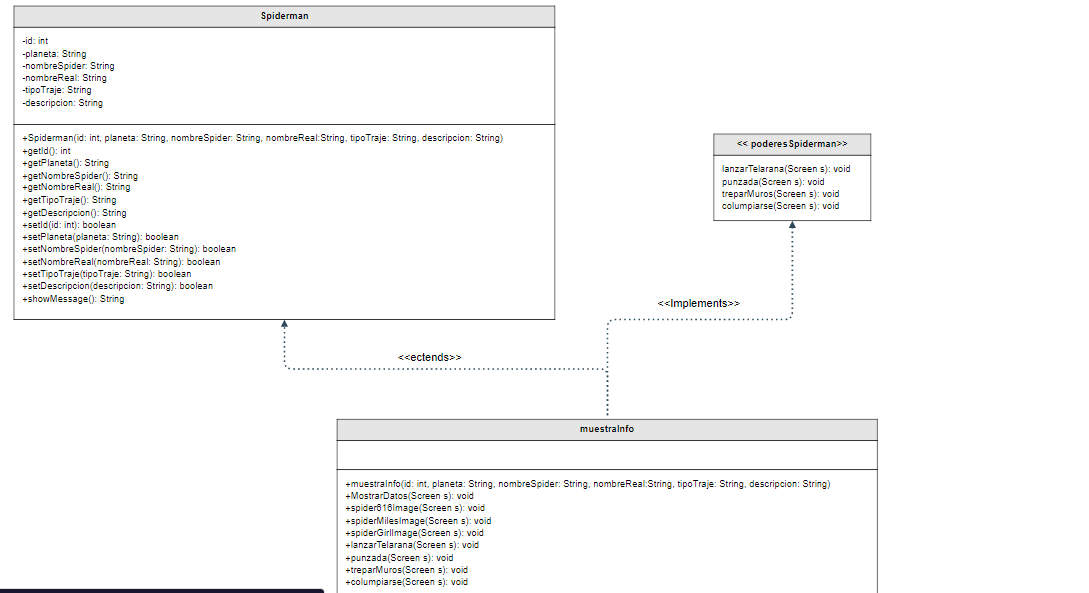 Spiderman
-id: int
-planeta: String
-nombreSpider: String
-nombreReal: String
-tipoTraje: String
-descripcion: String
+Spiderman(id: int, planeta: String, nombreSpider: String, nombreReal:String, tipoTraje: String, descripcion: String)
+getId(): int
+getPlaneta(): String
+getNombreSpider(): String
+getNombreReal(): String
+getTipoTraje(): String
+getDescripcion(): String
+setId(id: int): boolean
+setPlaneta(planeta: String): boolean
+setNombreSpider(nombreSpider: String): boolean
+setNombreReal(nombreReal: String): boolean
+setTipoTraje(tipoTraje: String): boolean
+setDescripcion(descripcion: String): boolean
+showMessage(): String
<< poderesSpiderman>>
lanzarTelarana(Screen s): void
punzada(Screen s): void
treparMuros(Screen s): void
columpiarse(Screen s): void
<<Implements>>
<<ectends>>
muestraInfo
+muestraInfo(id: int, planeta: String, nombreSpider: String, nombreReal:String, tipoTraje: String, descripcion: String)
+MostrarDatos(Screen s): void
+spider616Image(Screen s): void
+spiderMilesImage(Screen s): void
+spiderGirlImage(Screen s): void
+lanzarTelarana(Screen s): void
+punzada(Screen s): void
+treparMuros(Screen s): void
+columpiarse(Screen s): void